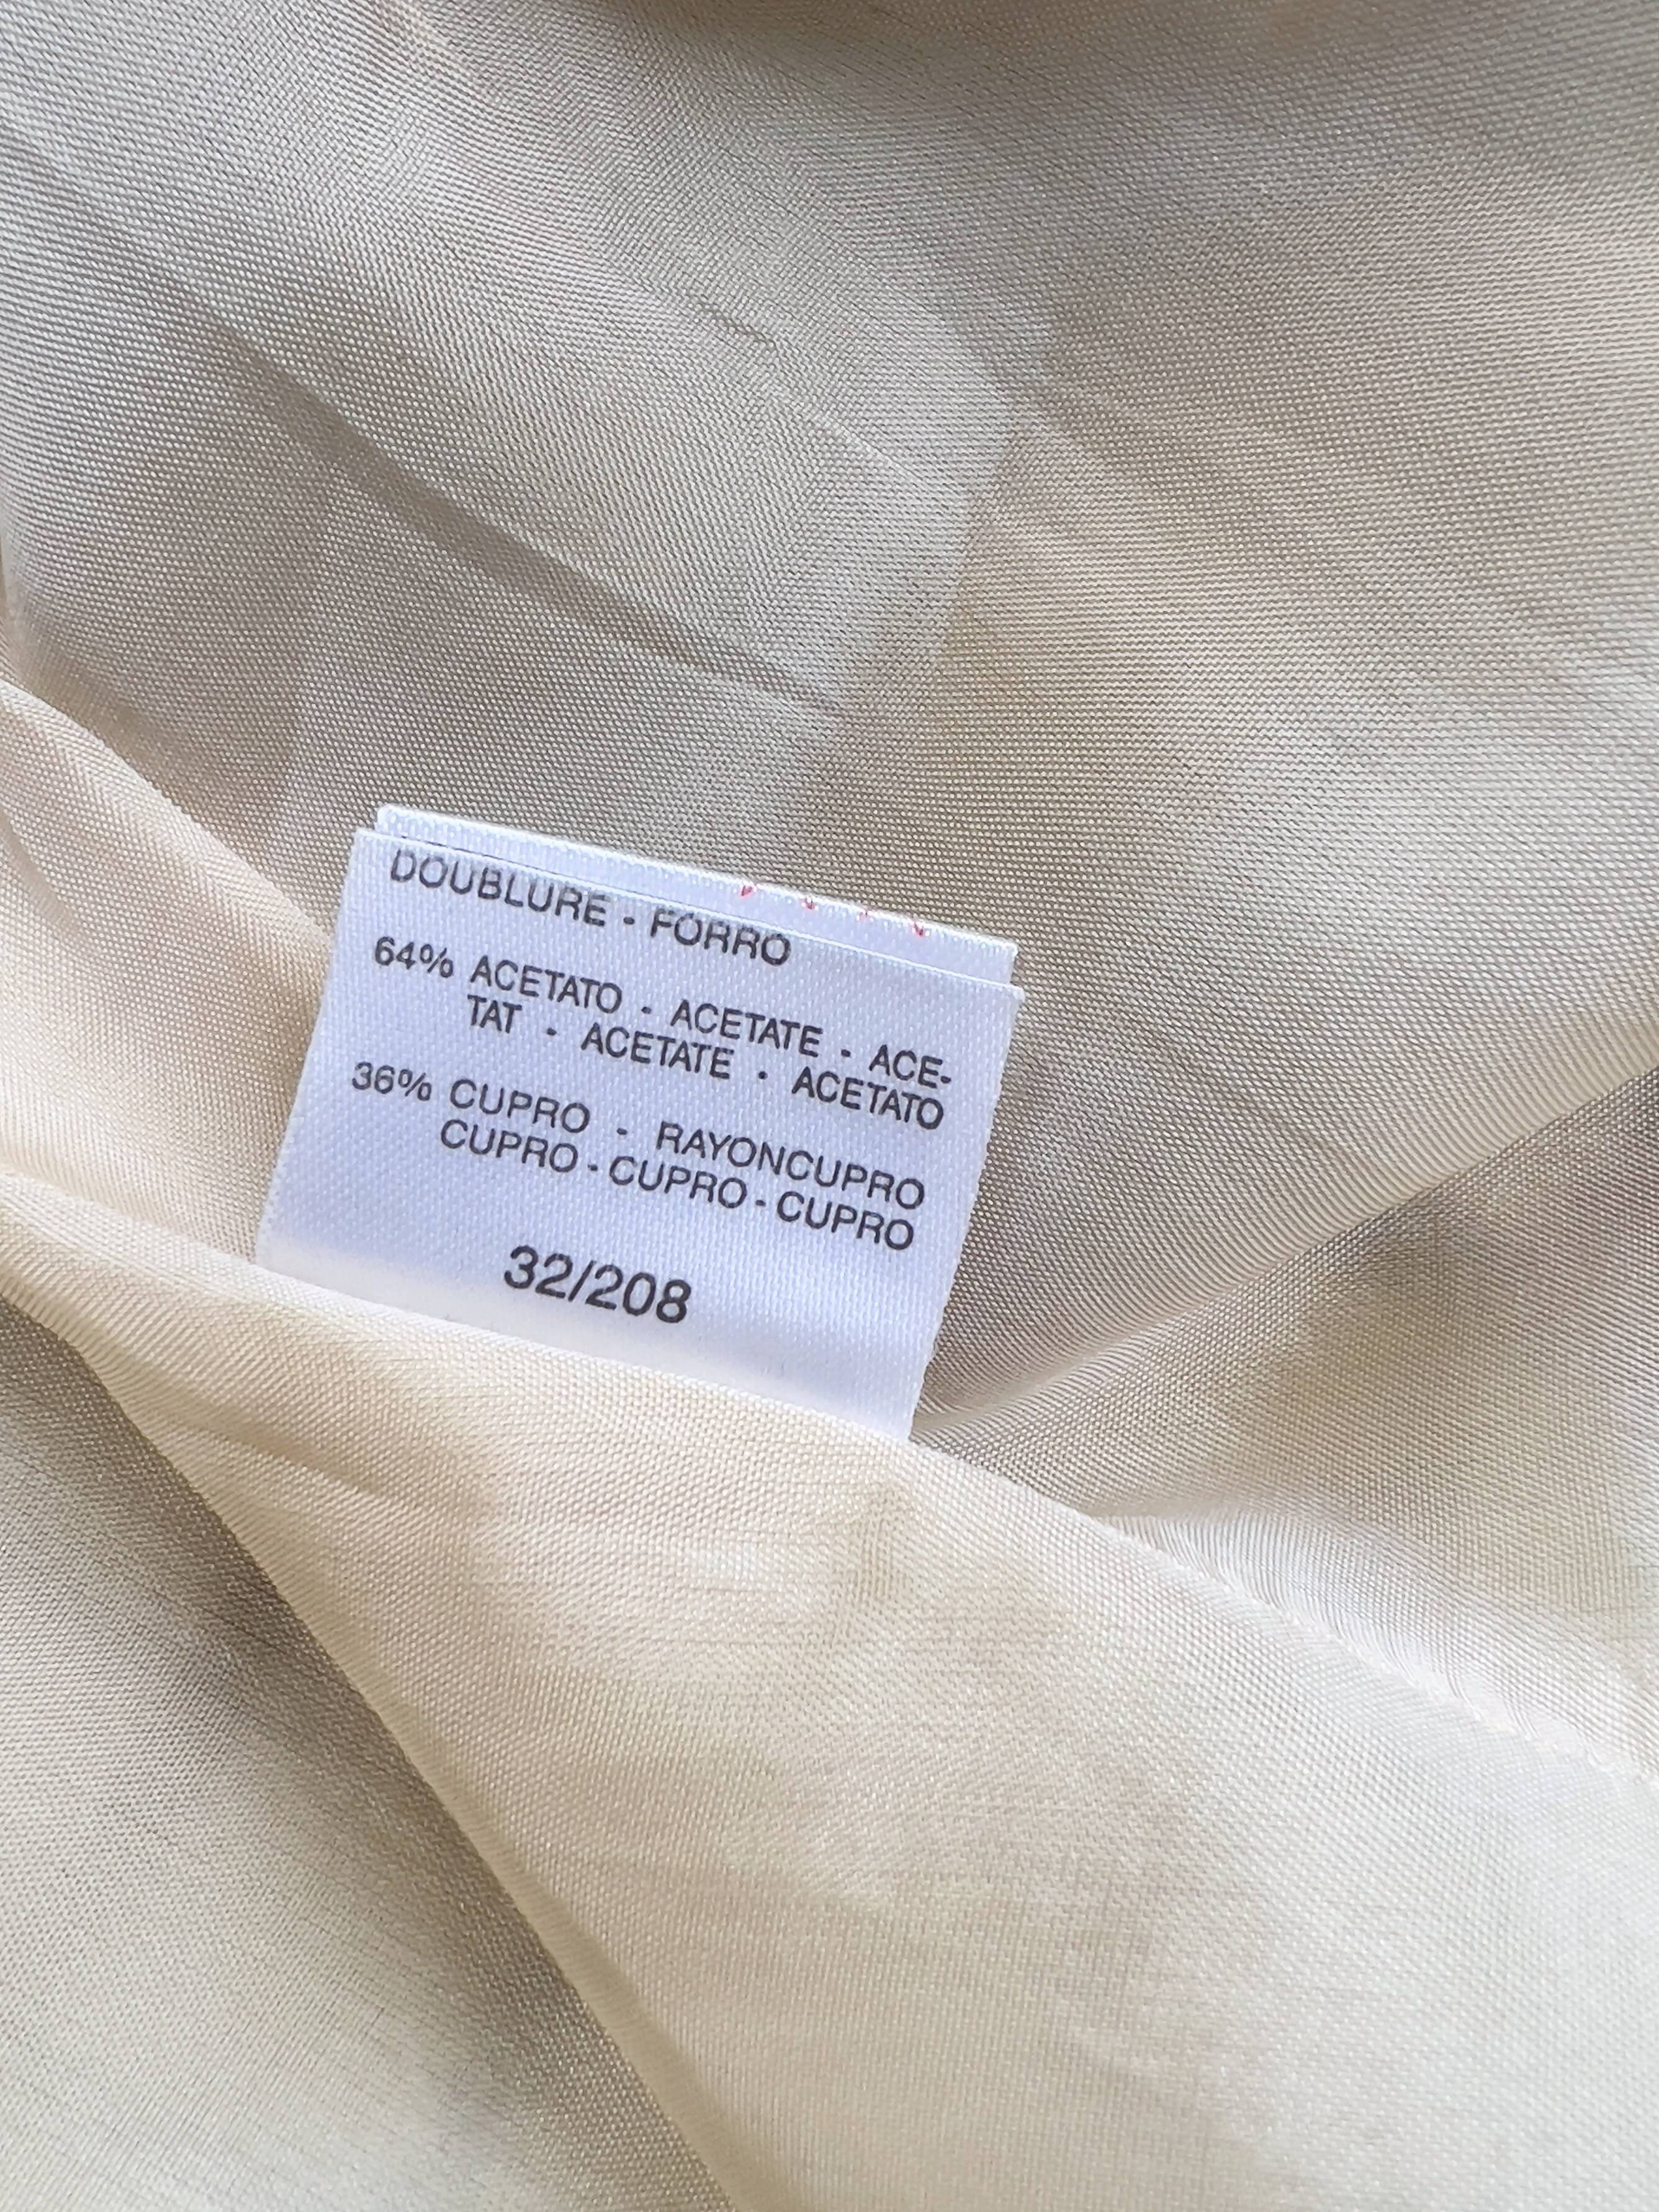 DOUBLURE - FORRO
64% ACETATO - ACETATE - ACE-
TAT - ACETATE - ACETATO
36% CUPRO - RAYONCUPRO
CUPRO - CUPRO - CUPRO
32/208